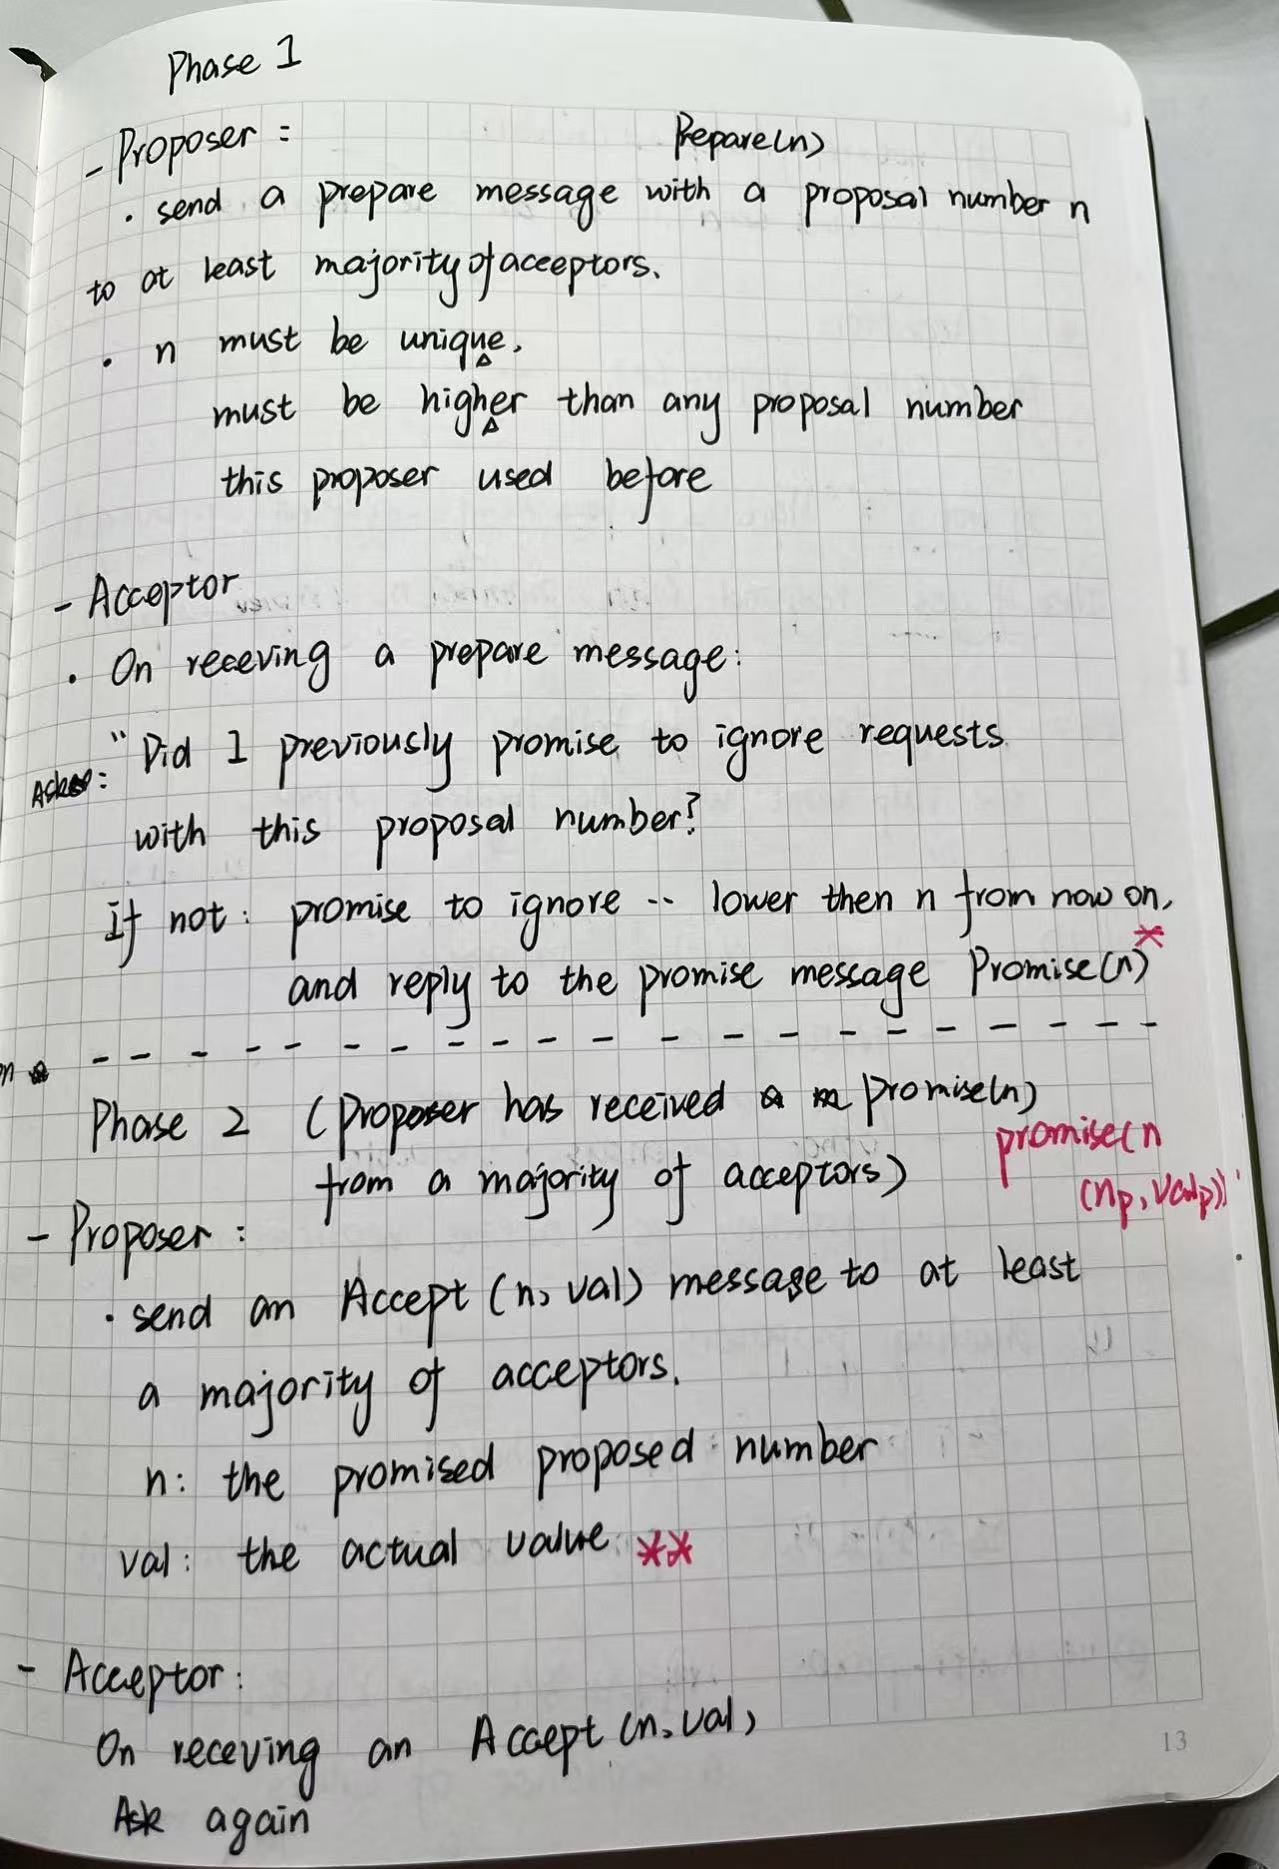 Phase 1
- Proposer :
Prepare(n)
· send a prepare message with a proposal number n
to at least majority of acceptors.
· n must be unique.
must be higher than any proposal number
this proposer used before
- Acceptor
· On receving a prepare message:
"Did I previously promise to ignore requests
Ask:
with this proposal number?
If not: promise to ignore -- lower then n from now on,
*
and reply to the promise message Promise(n)
n
Phase 2 (Proposer has received Promise(n)
from a majority of acceptors)
promise(n
(np, valp))
- Proposer :
· send an Accept (n, val) message to at least
a majority of acceptors.
n: the promised proposed number
val: the actual value **
- Acceptor:
On receving an Accept (n, val)
Ask again
13